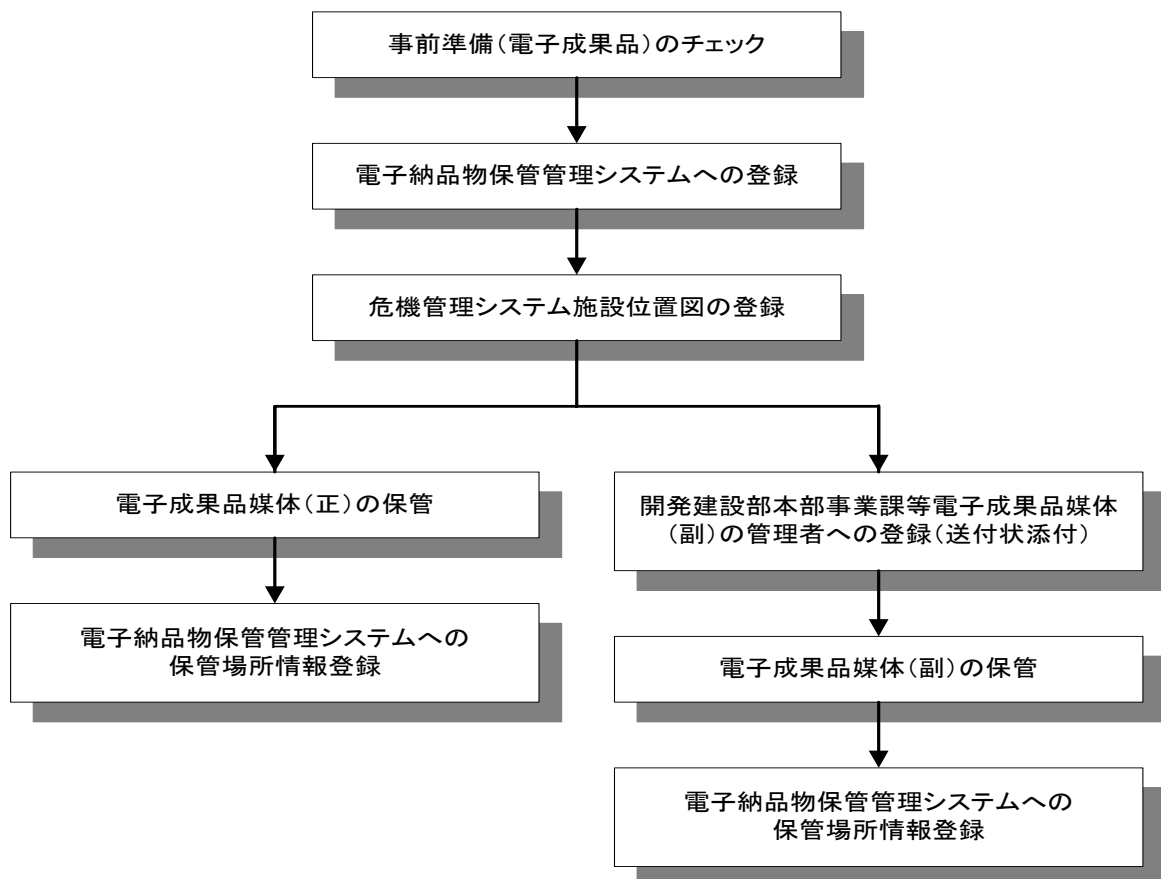 事前準備（電子成果品）のチェック
電子納品物保管管理システムへの登録
危機管理システム施設位置図の登録
電子成果品媒体（正）の保管
電子納品物保管管理システムへの
保管場所情報登録
開発建設部本部事業課等電子成果品媒体
（副）の管理者への登録（送付状添付）
電子成果品媒体（副）の保管
電子納品物保管管理システムへの
保管場所情報登録